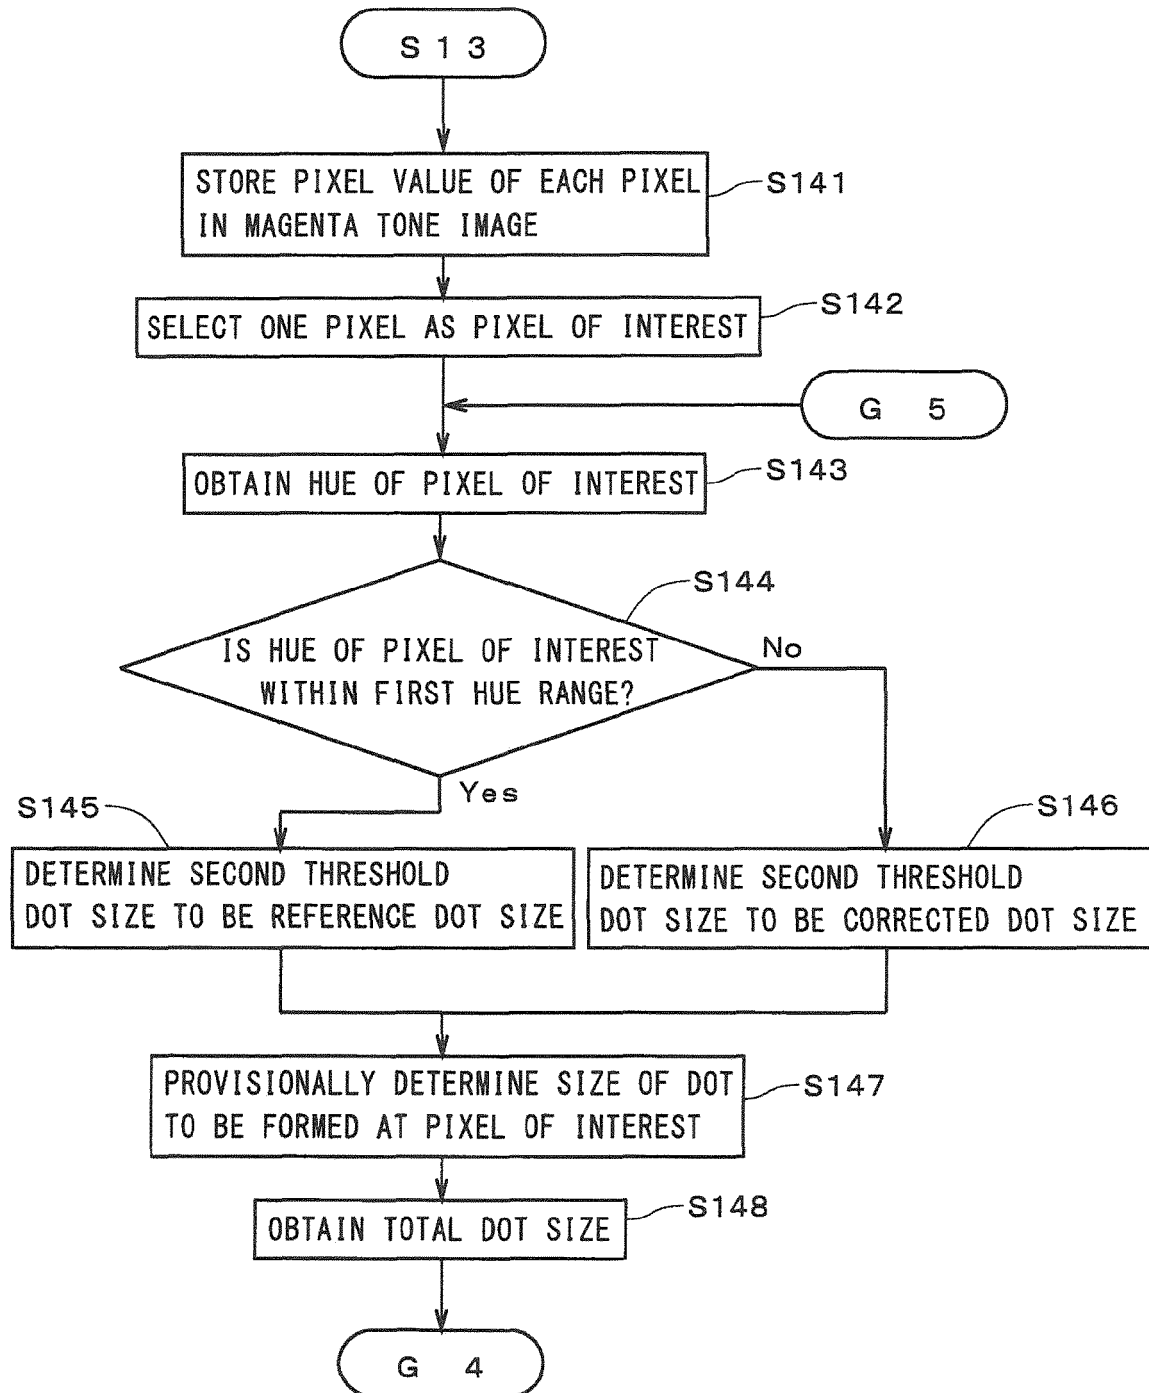 S 1 3
STORE PIXEL VALUE OF EACH PIXEL
IN MAGENTA TONE IMAGE
S141
SELECT ONE PIXEL AS PIXEL OF INTEREST
S142
G 5
OBTAIN HUE OF PIXEL OF INTEREST
S143
S144
IS HUE OF PIXEL OF INTEREST
WITHIN FIRST HUE RANGE?
No
Yes
S145
DETERMINE SECOND THRESHOLD
DOT SIZE TO BE REFERENCE DOT SIZE
S146
DETERMINE SECOND THRESHOLD
DOT SIZE TO BE CORRECTED DOT SIZE
PROVISIONALLY DETERMINE SIZE OF DOT
TO BE FORMED AT PIXEL OF INTEREST
S147
OBTAIN TOTAL DOT SIZE
S148
G 4